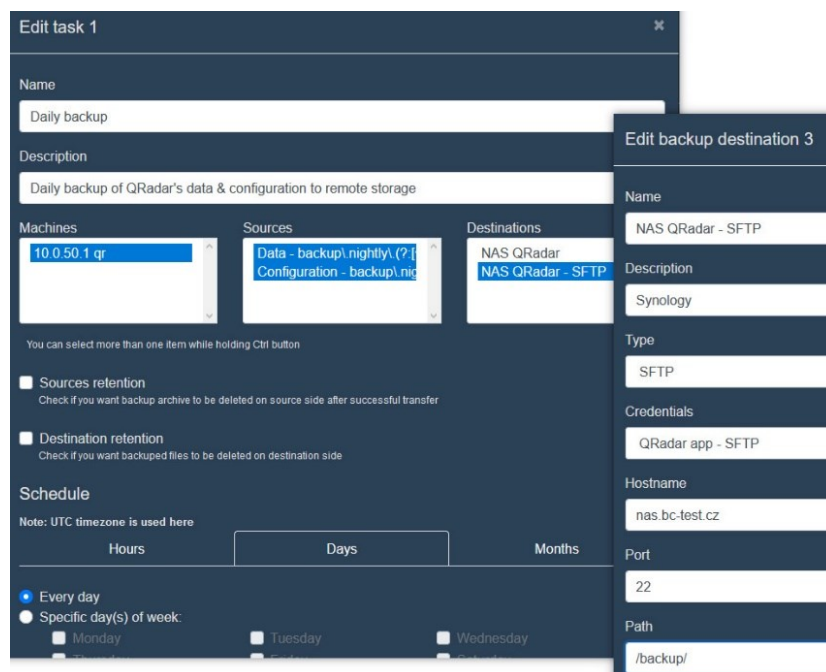 Edit task 1
×
Name
Daily backup
Description
Daily backup of QRadar's data & configuration to remote storage
Machines
Sources
Destinations
10.0.50.1 qr
Data - backup\.nightly\.(?:[
Configuration - backup\.nig
NAS QRadar
NAS QRadar - SFTP
You can select more than one item while holding Ctrl button
Sources retention
Check if you want backup archive to be deleted on source side after successful transfer
Destination retention
Check if you want backuped files to be deleted on destination side
Schedule
Note: UTC timezone is used here
Hours
Days
Months
Every day
Specific day(s) of week:
Monday
Tuesday
Wednesday
Edit backup destination 3
Name
NAS QRadar - SFTP
Description
Synology
Type
SFTP
Credentials
QRadar app - SFTP
Hostname
nas.bc-test.cz
Port
22
Path
/backup/